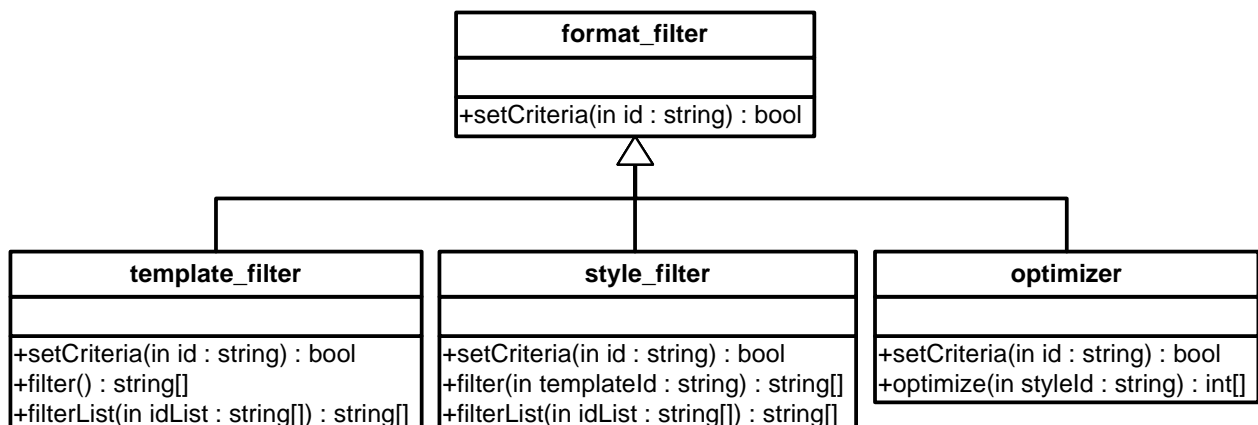 format_filter
+setCriteria(in id : string) : bool
template_filter
+setCriteria(in id : string) : bool
+filter() : string[]
+filterList(in idList : string[]) : string[]
style_filter
+setCriteria(in id : string) : bool
+filter(in templateId : string) : string[]
+filterList(in idList : string[]) : string[]
optimizer
+setCriteria(in id : string) : bool
+optimize(in styleId : string) : int[]